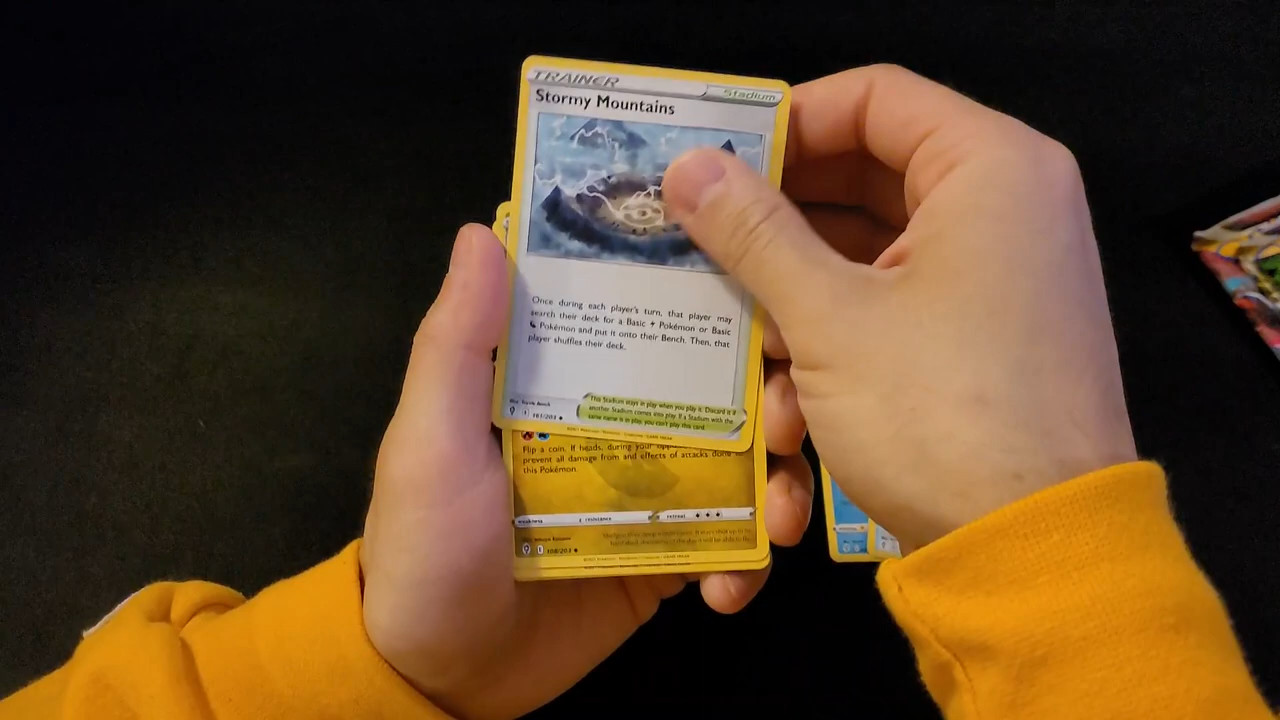 TRAINER
Stadium
Stormy Mountains
Once during each player's turn, that player may
search their deck for a Basic Pokémon or Basic
Pokémon and put it onto their Bench. Then, that
player shuffles their deck.
This Stadium stays in play when you play it. Discard it if
another Stadium comes into play. If a Stadium with the
same name is in play, you can't play this card.
161/203
Flip a coin. If heads, during your
prevent all damage from and effects of attacks done
this Pokémon.
weakness
resistance
retreat
108/203